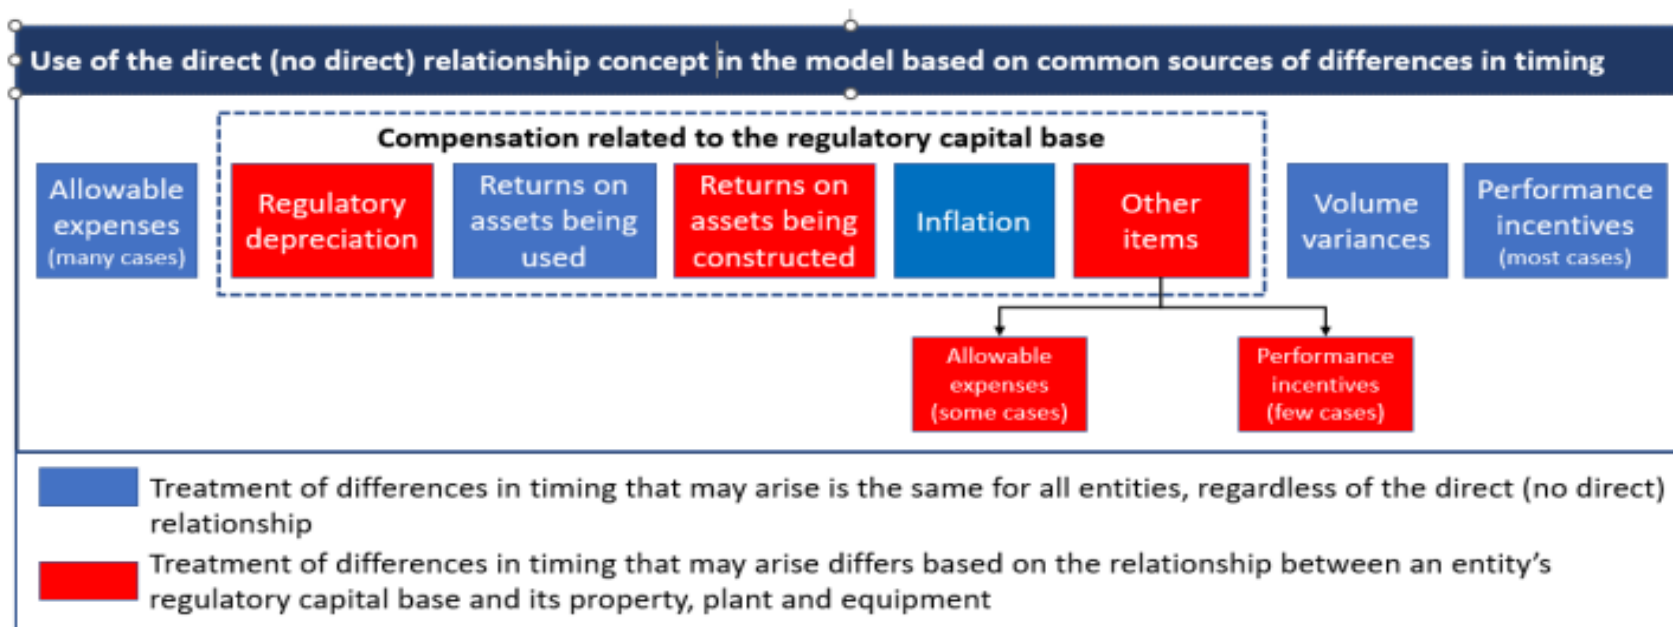 Use of the direct (no direct) relationship concept in the model based on common sources of differences in timing
Compensation related to the regulatory capital base
Allowable
expenses
(many cases)
Regulatory
depreciation
Returns on
assets being
used
Returns on
assets being
constructed
Inflation
Other
items
Volume
variances
Performance
incentives
(most cases)
Allowable
expenses
(some cases)
Performance
incentives
(few cases)
Treatment of differences in timing that may arise is the same for all entities, regardless of the direct (no direct)
relationship
Treatment of differences in timing that may arise differs based on the relationship between an entity's
regulatory capital base and its property, plant and equipment